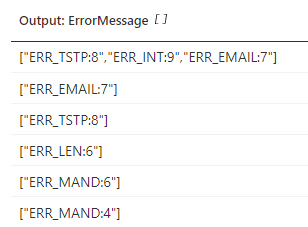 Output: ErrorMessage []
["ERR_TSTP:8","ERR_INT:9","ERR_EMAIL:7"]
["ERR_EMAIL:7"]
["ERR_TSTP:8"]
["ERR_LEN:6"]
["ERR_MAND:6"]
["ERR_MAND:4"]